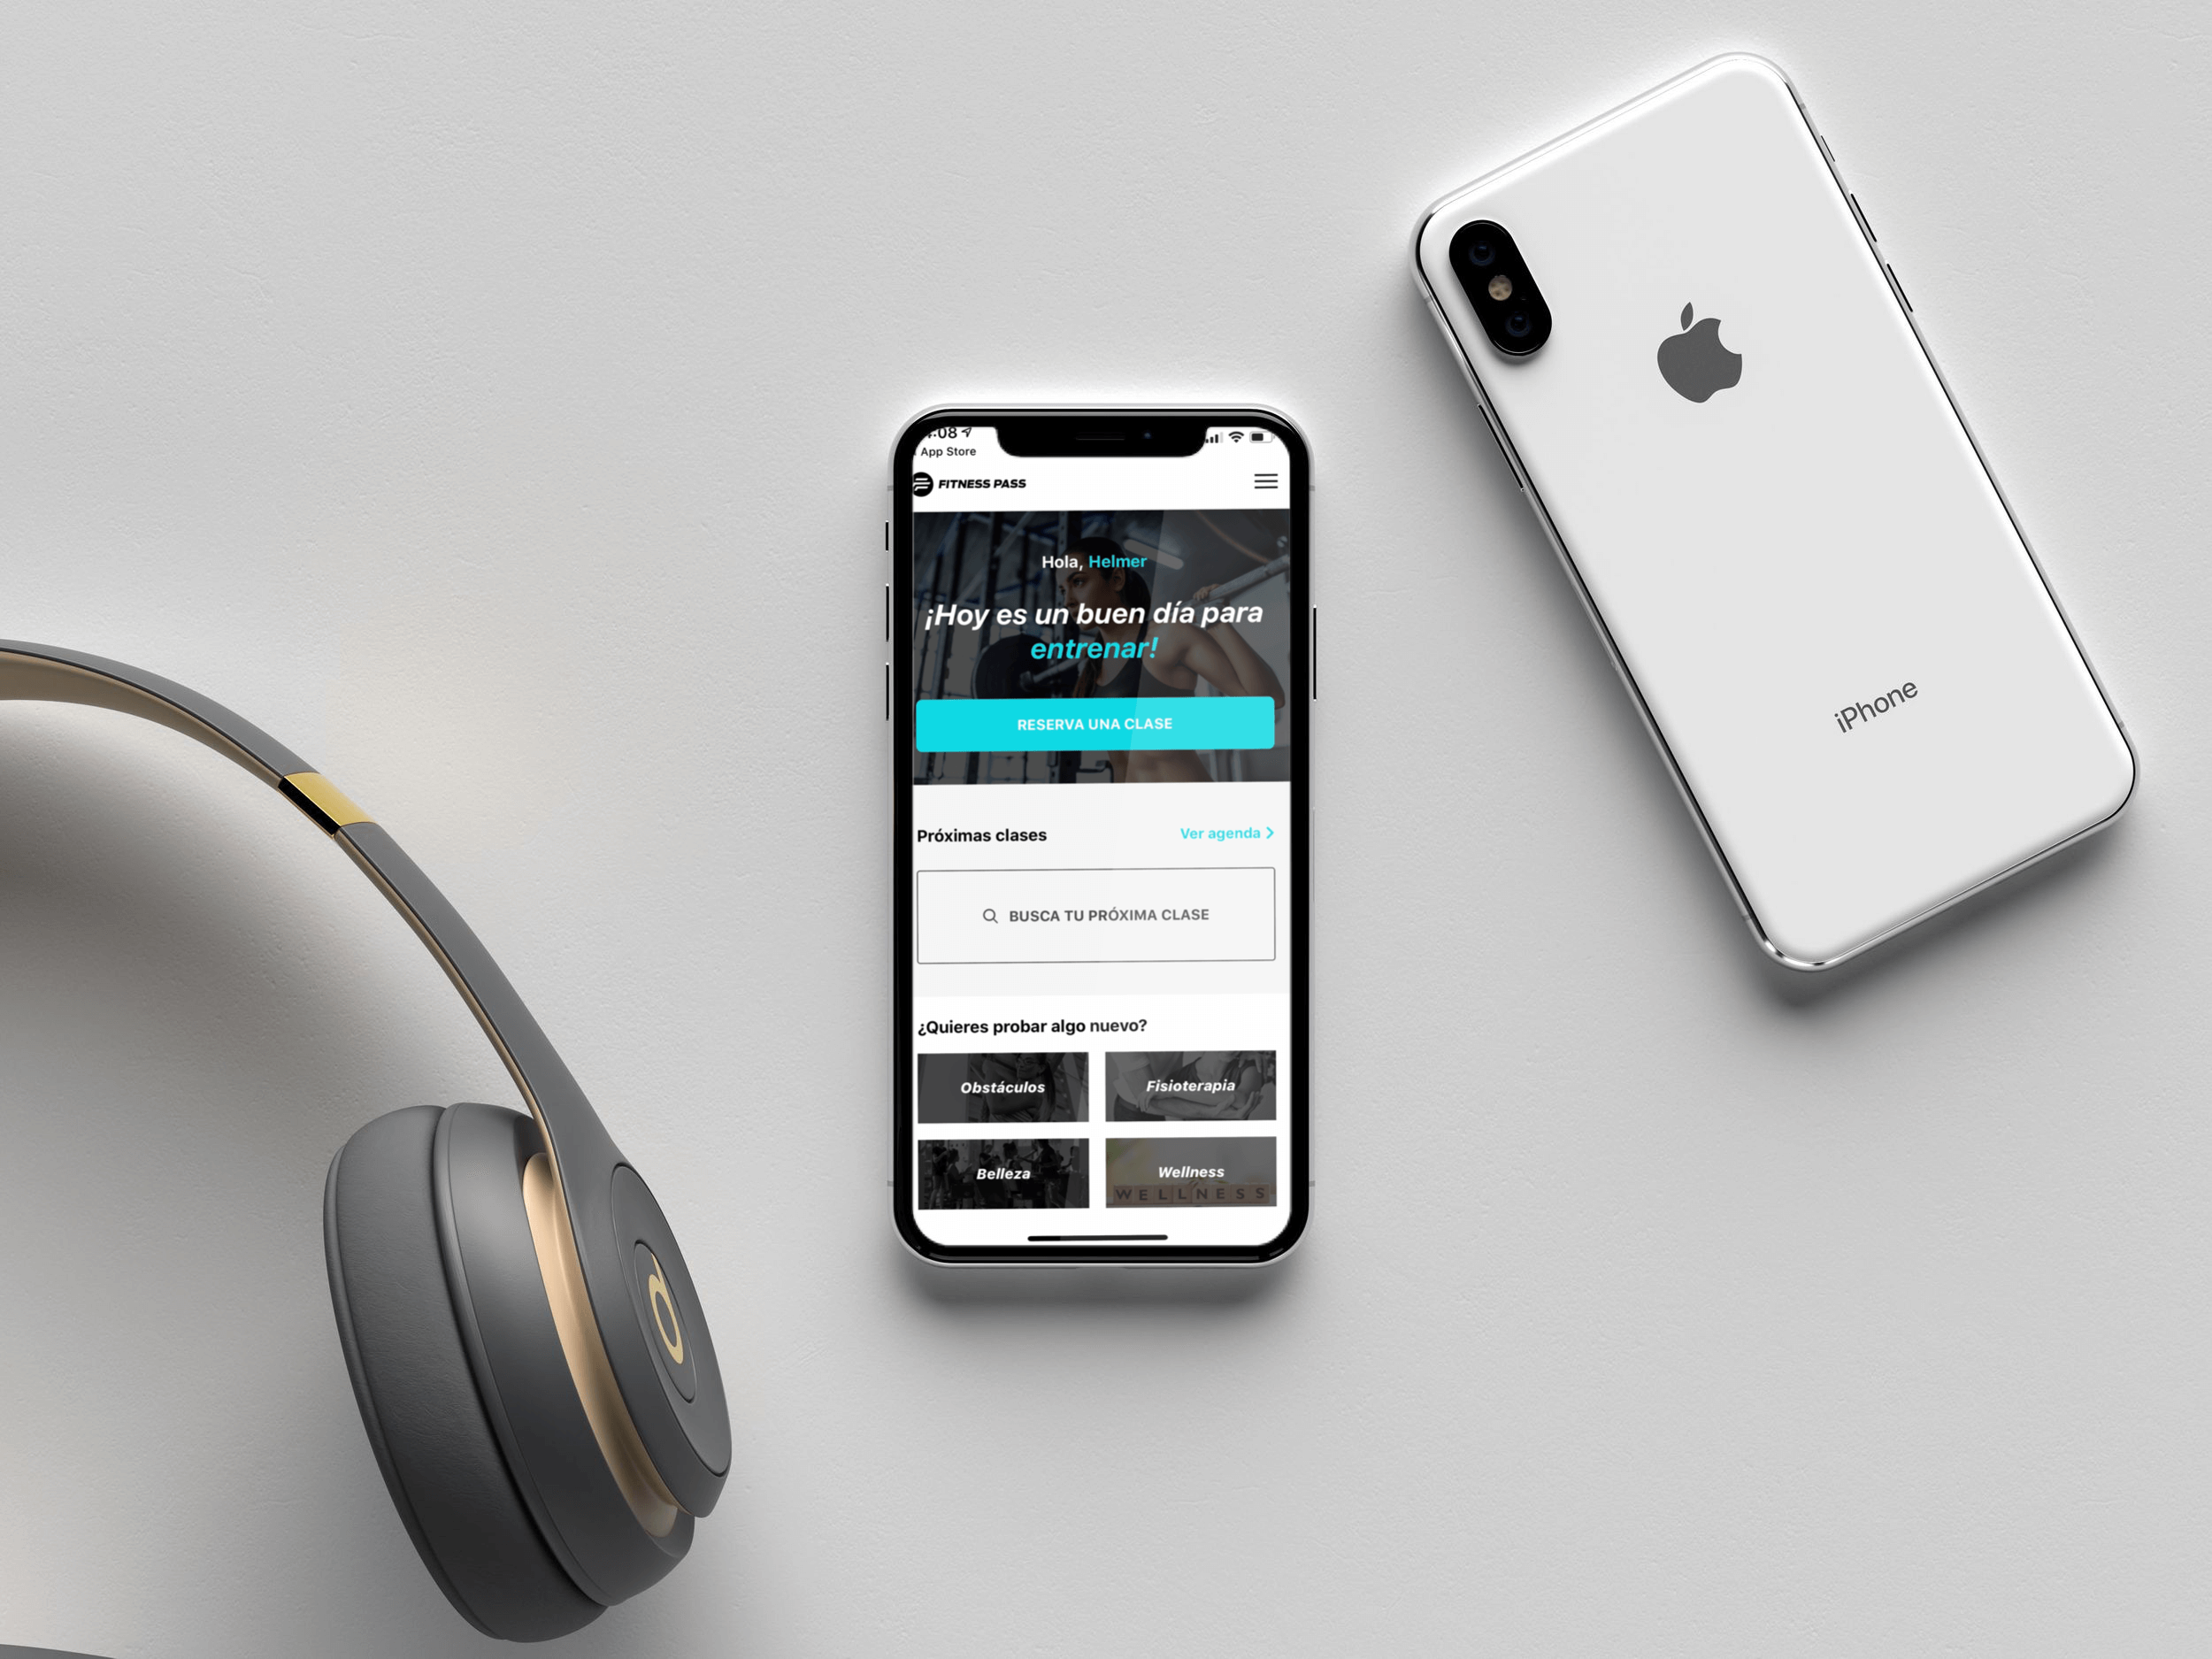 :08
App Store
FITNESS PASS
Hola, Helmer
¡Hoy es un buen día para
entrenar!
RESERVA UNA CLASE
Próximas clases
Ver agenda
BUSCA TU PRÓXIMA CLASE
¿Quieres probar algo nuevo?
Obstáculos
Fisioterapia
Belleza
Wellness
WELLNESS
iPhone